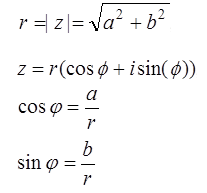 r =| z |= √(a² + b²)
z = r(cos ϕ + i sin(ϕ))
cos φ = a/r
sin φ = b/r